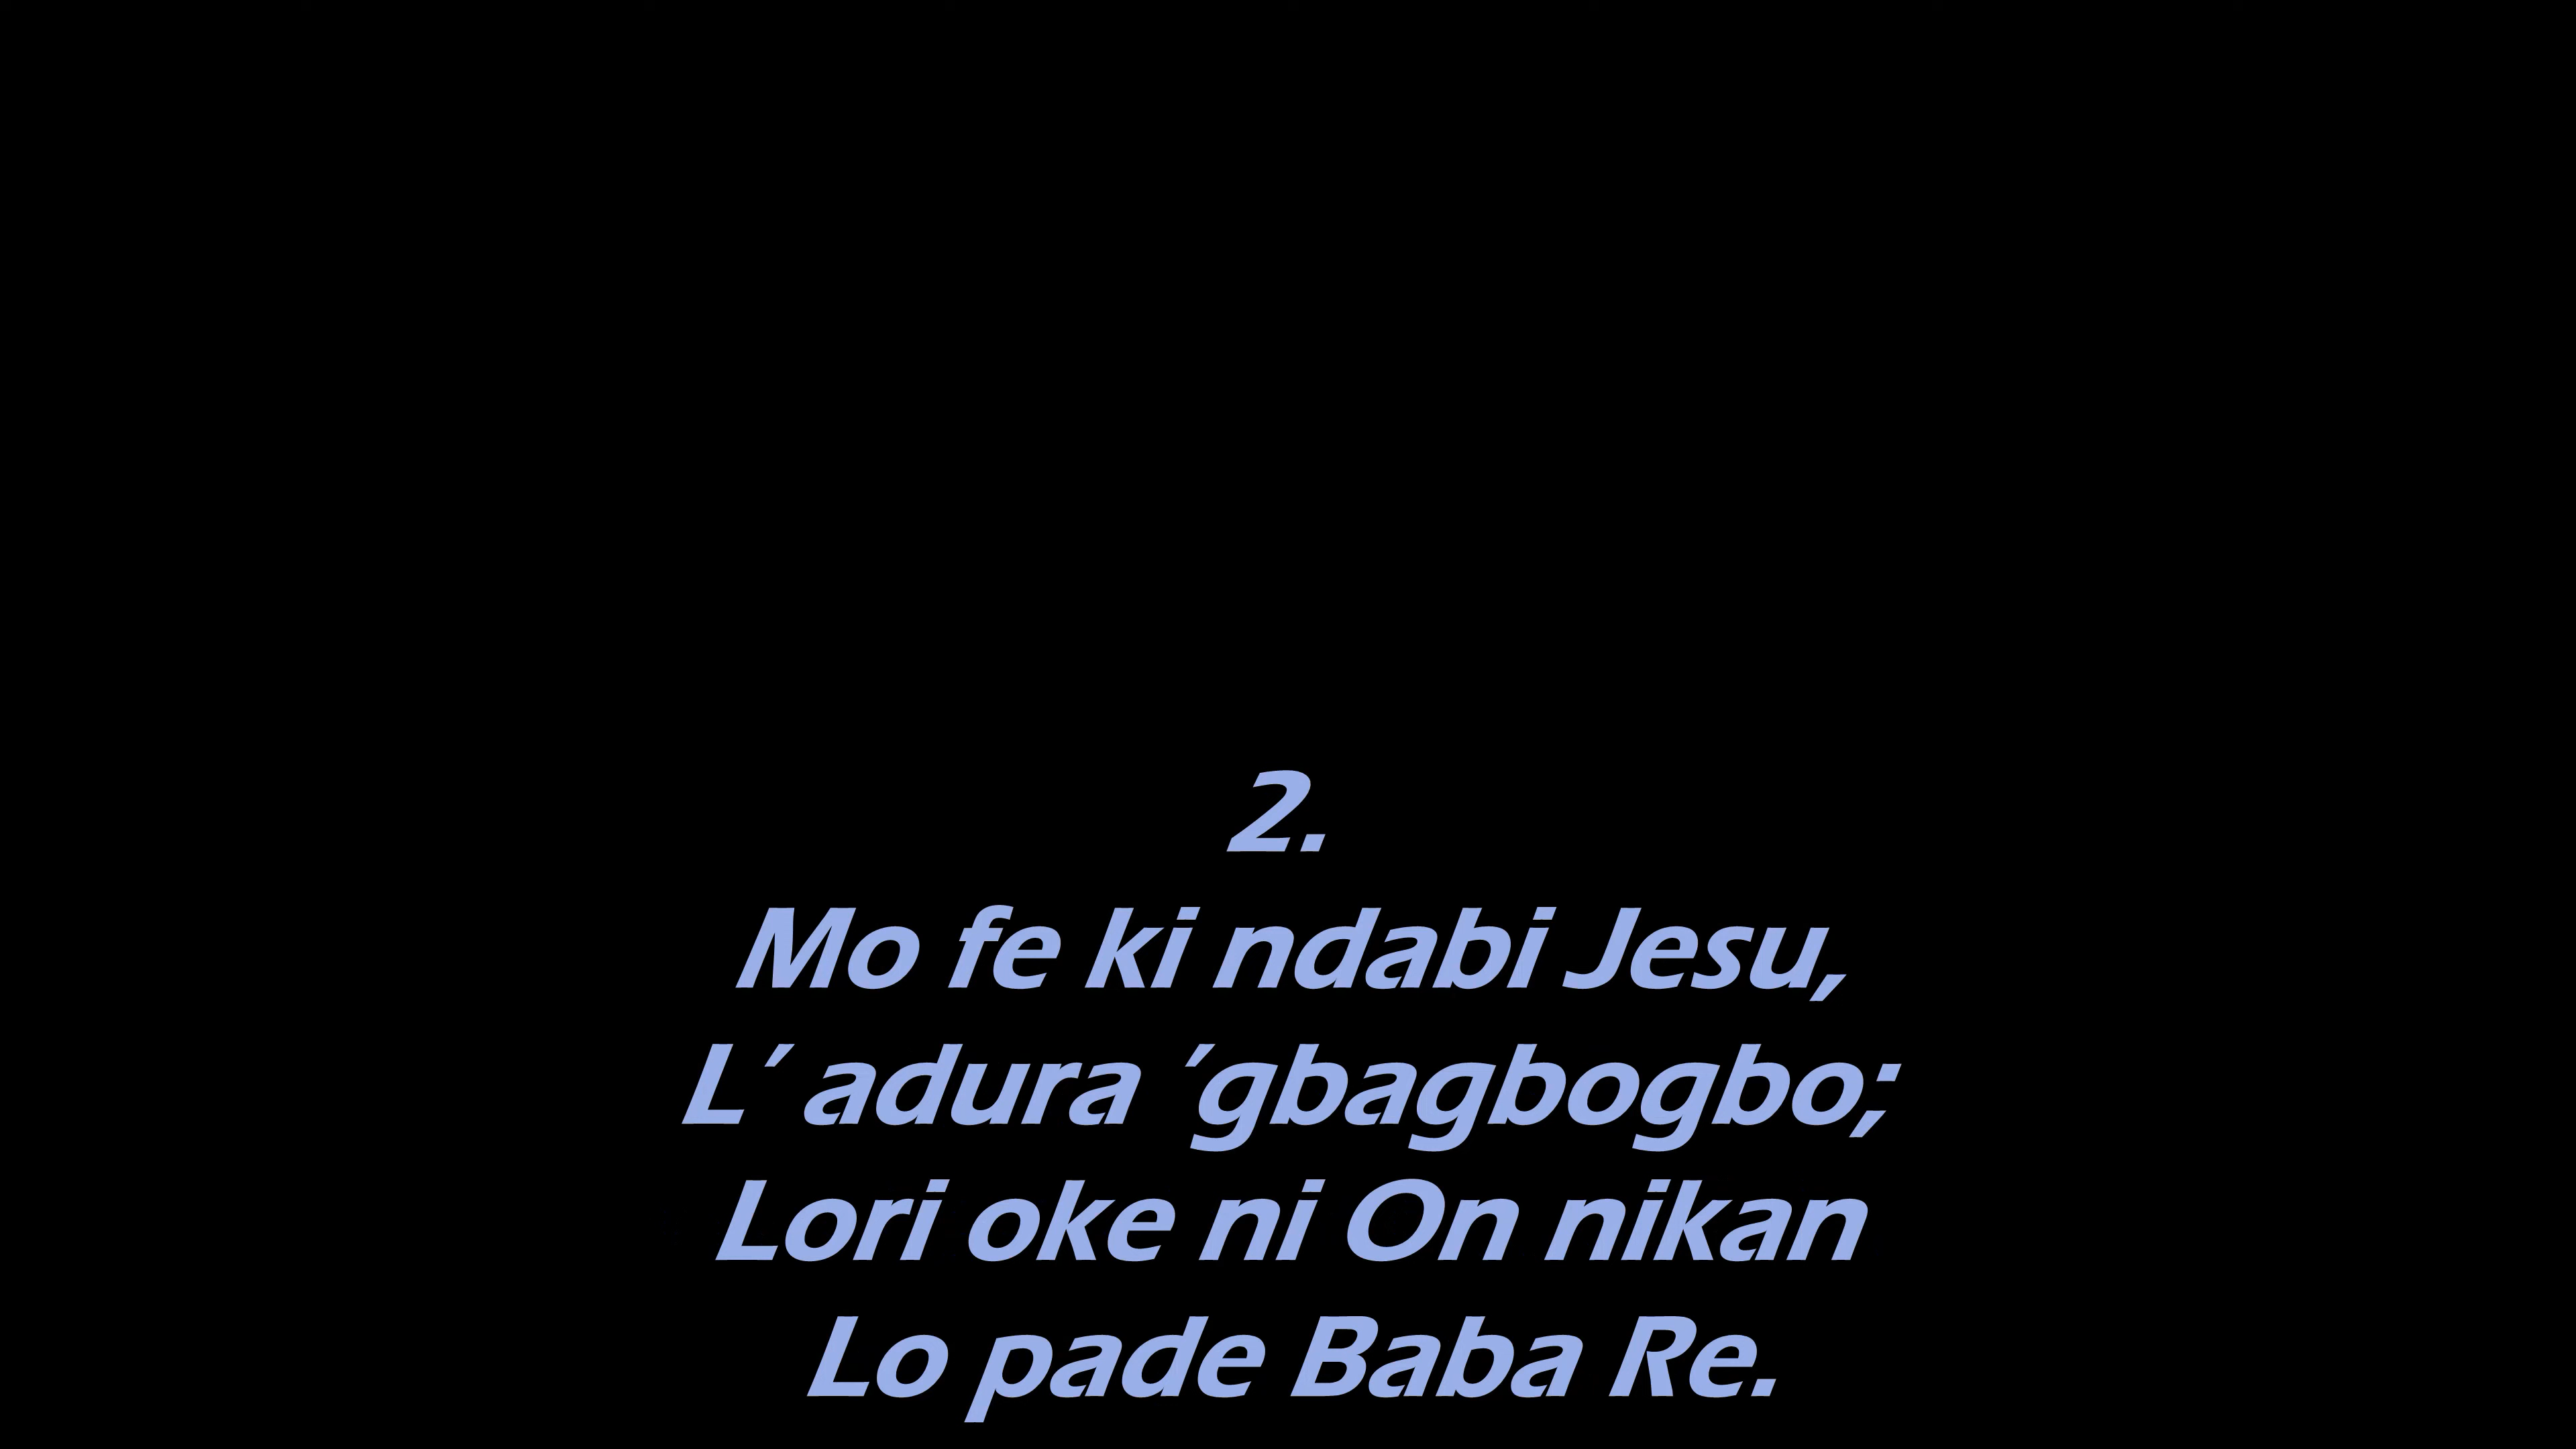 2.
Mo fe ki ndabi Jesu,
L’ adura ’gbagbogbo;
Lori oke ni On nikan
Lo pade Baba Re.